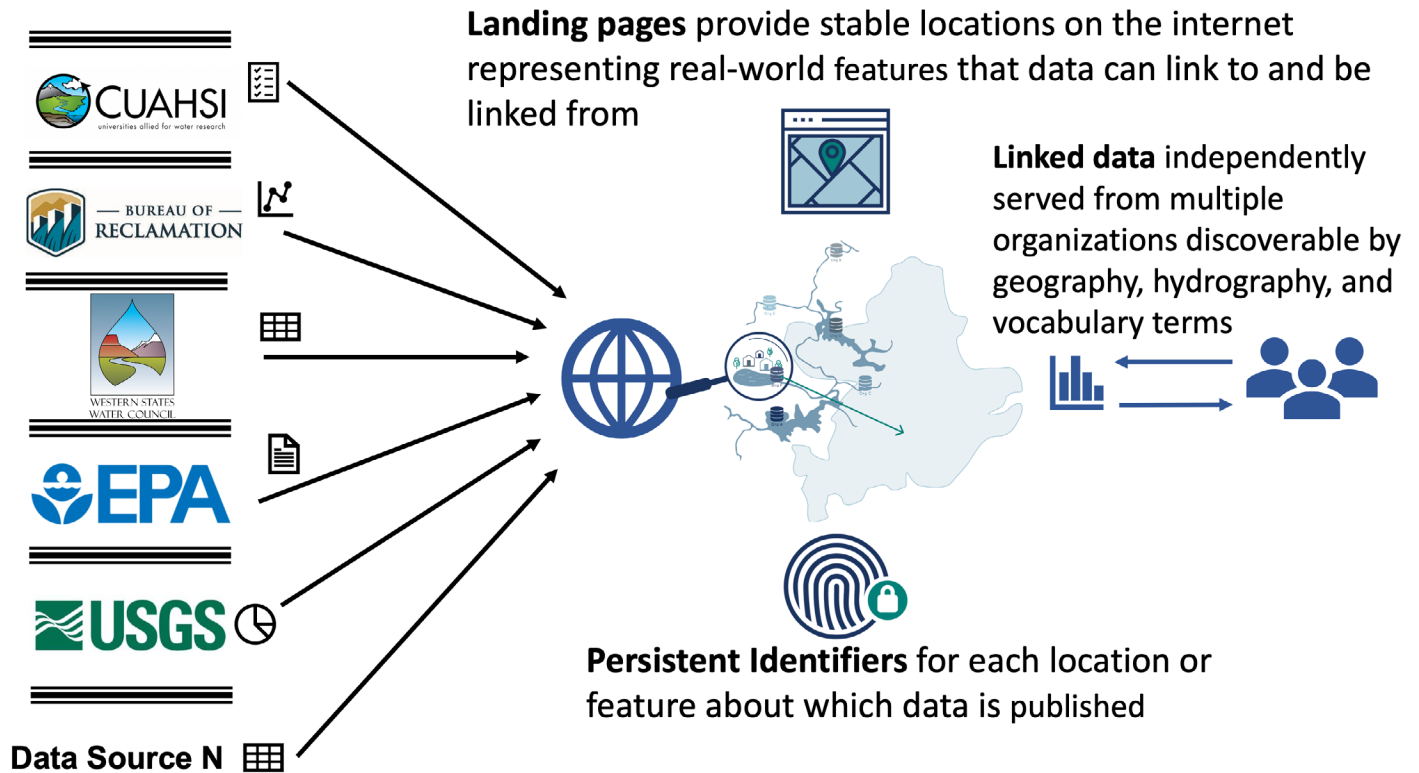 Landing pages provide stable locations on the internet
representing real-world features that data can link to and be
linked from
CUAHSI
universities allied for water research
BUREAU OF
RECLAMATION
WESTERN STATES
WATER COUNCIL
EPA
USGS
Data Source N
Linked data independently
served from multiple
organizations discoverable by
geography, hydrography, and
vocabulary terms
Persistent Identifiers for each location or
feature about which data is published